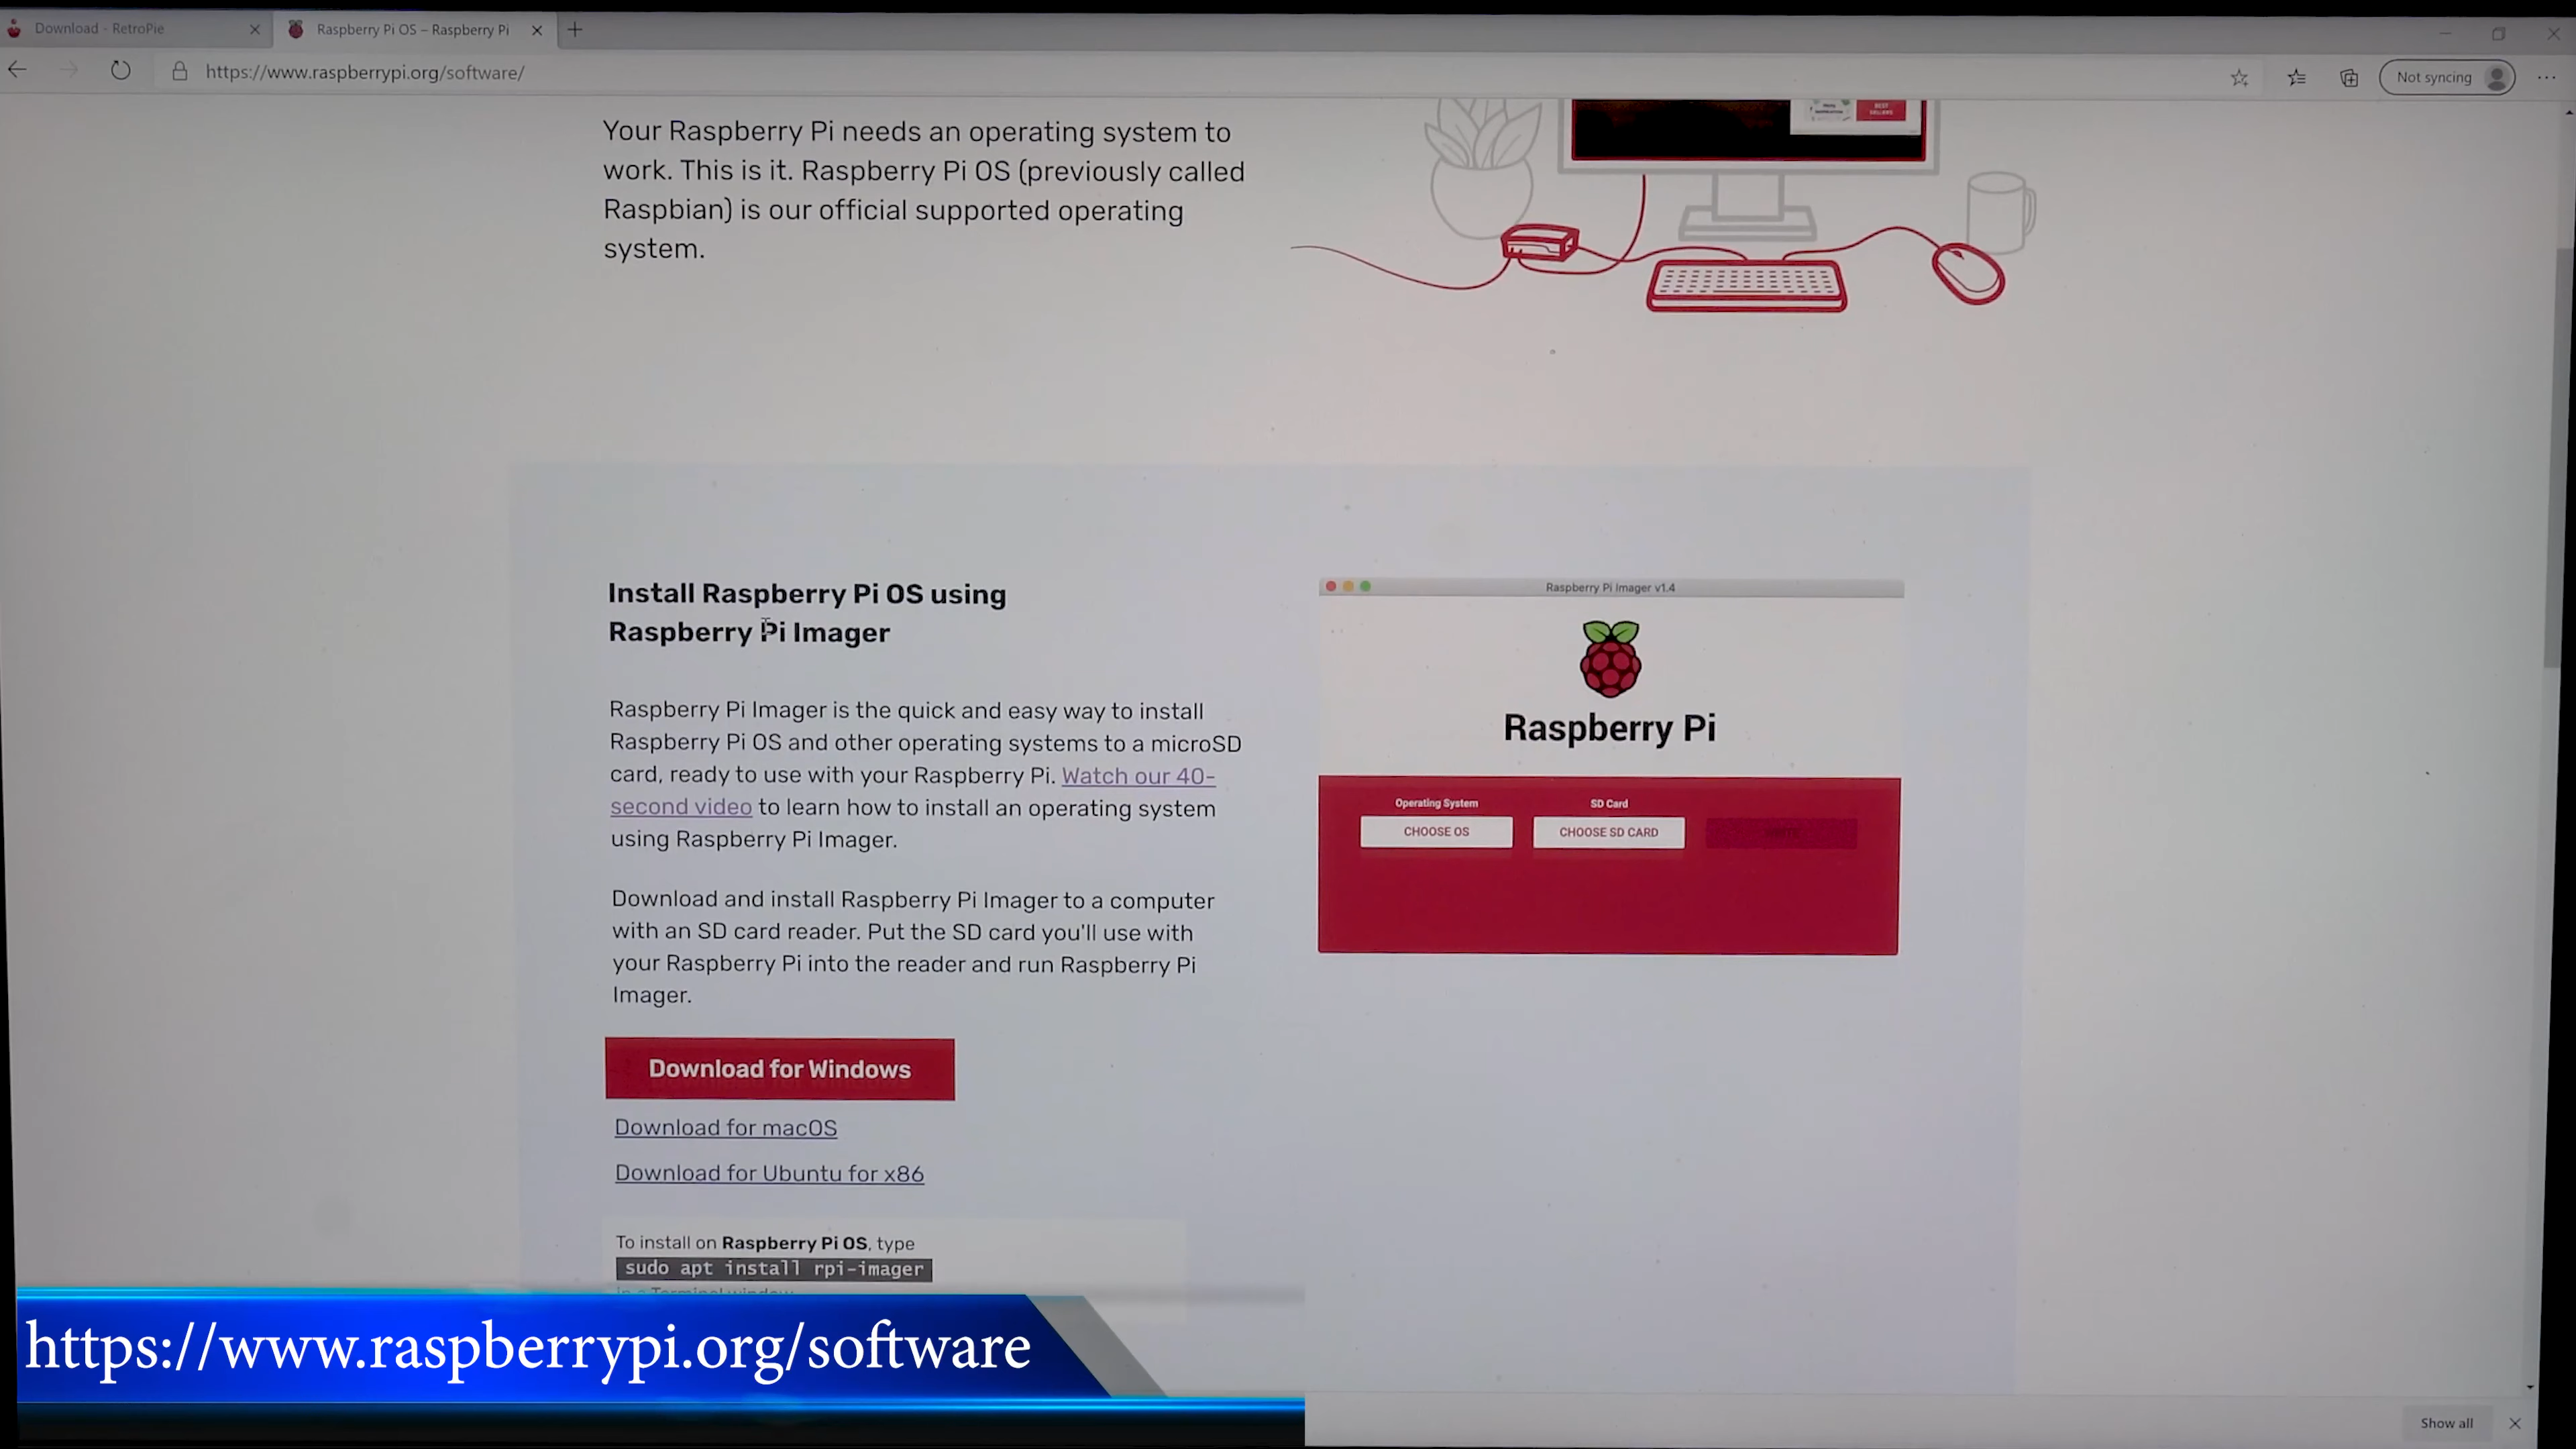 Download - RetroPie
Raspberry Pi OS – Raspberry Pi
https://www.raspberrypi.org/software/
Not syncing
Your Raspberry Pi needs an operating system to
work. This is it. Raspberry Pi OS (previously called
Raspbian) is our official supported operating
system.
BEST
SELLERS
Install Raspberry Pi OS using
Raspberry Pi Imager
Raspberry Pi Imager is the quick and easy way to install
Raspberry Pi OS and other operating systems to a microSD
card, ready to use with your Raspberry Pi. Watch our 40-
second video to learn how to install an operating system
using Raspberry Pi Imager.
Download and install Raspberry Pi Imager to a computer
with an SD card reader. Put the SD card you'll use with
your Raspberry Pi into the reader and run Raspberry Pi
Imager.
Download for Windows
Download for macOS
Download for Ubuntu for x86
To install on Raspberry Pi OS, type
sudo apt install rpi-imager
in a Terminal window
Raspberry Pi Imager v1.4
Raspberry Pi
Operating System
SD Card
CHOOSE OS
CHOOSE SD CARD
WRITE
https://www.raspberrypi.org/software
Show all